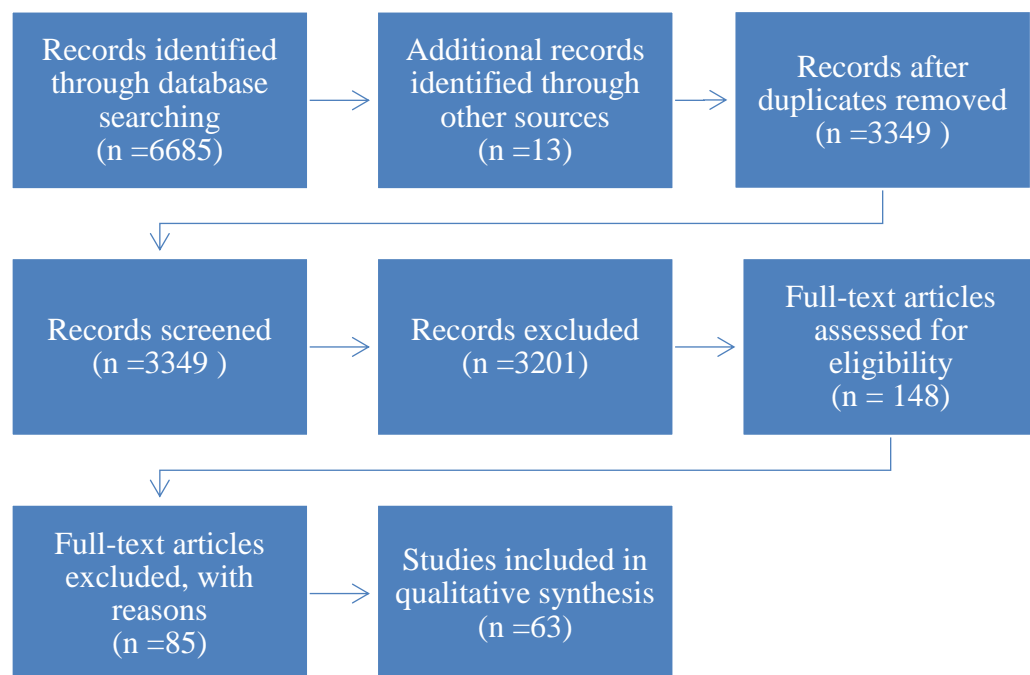 Records identified
through database
searching
(n =6685)
Additional records
identified through
other sources
(n =13)
Records after
duplicates removed
(n =3349 )
Records screened
(n =3349 )
Records excluded
(n =3201)
Full-text articles
assessed for
eligibility
(n = 148)
Full-text articles
excluded, with
reasons
(n =85)
Studies included in
qualitative synthesis
(n =63)